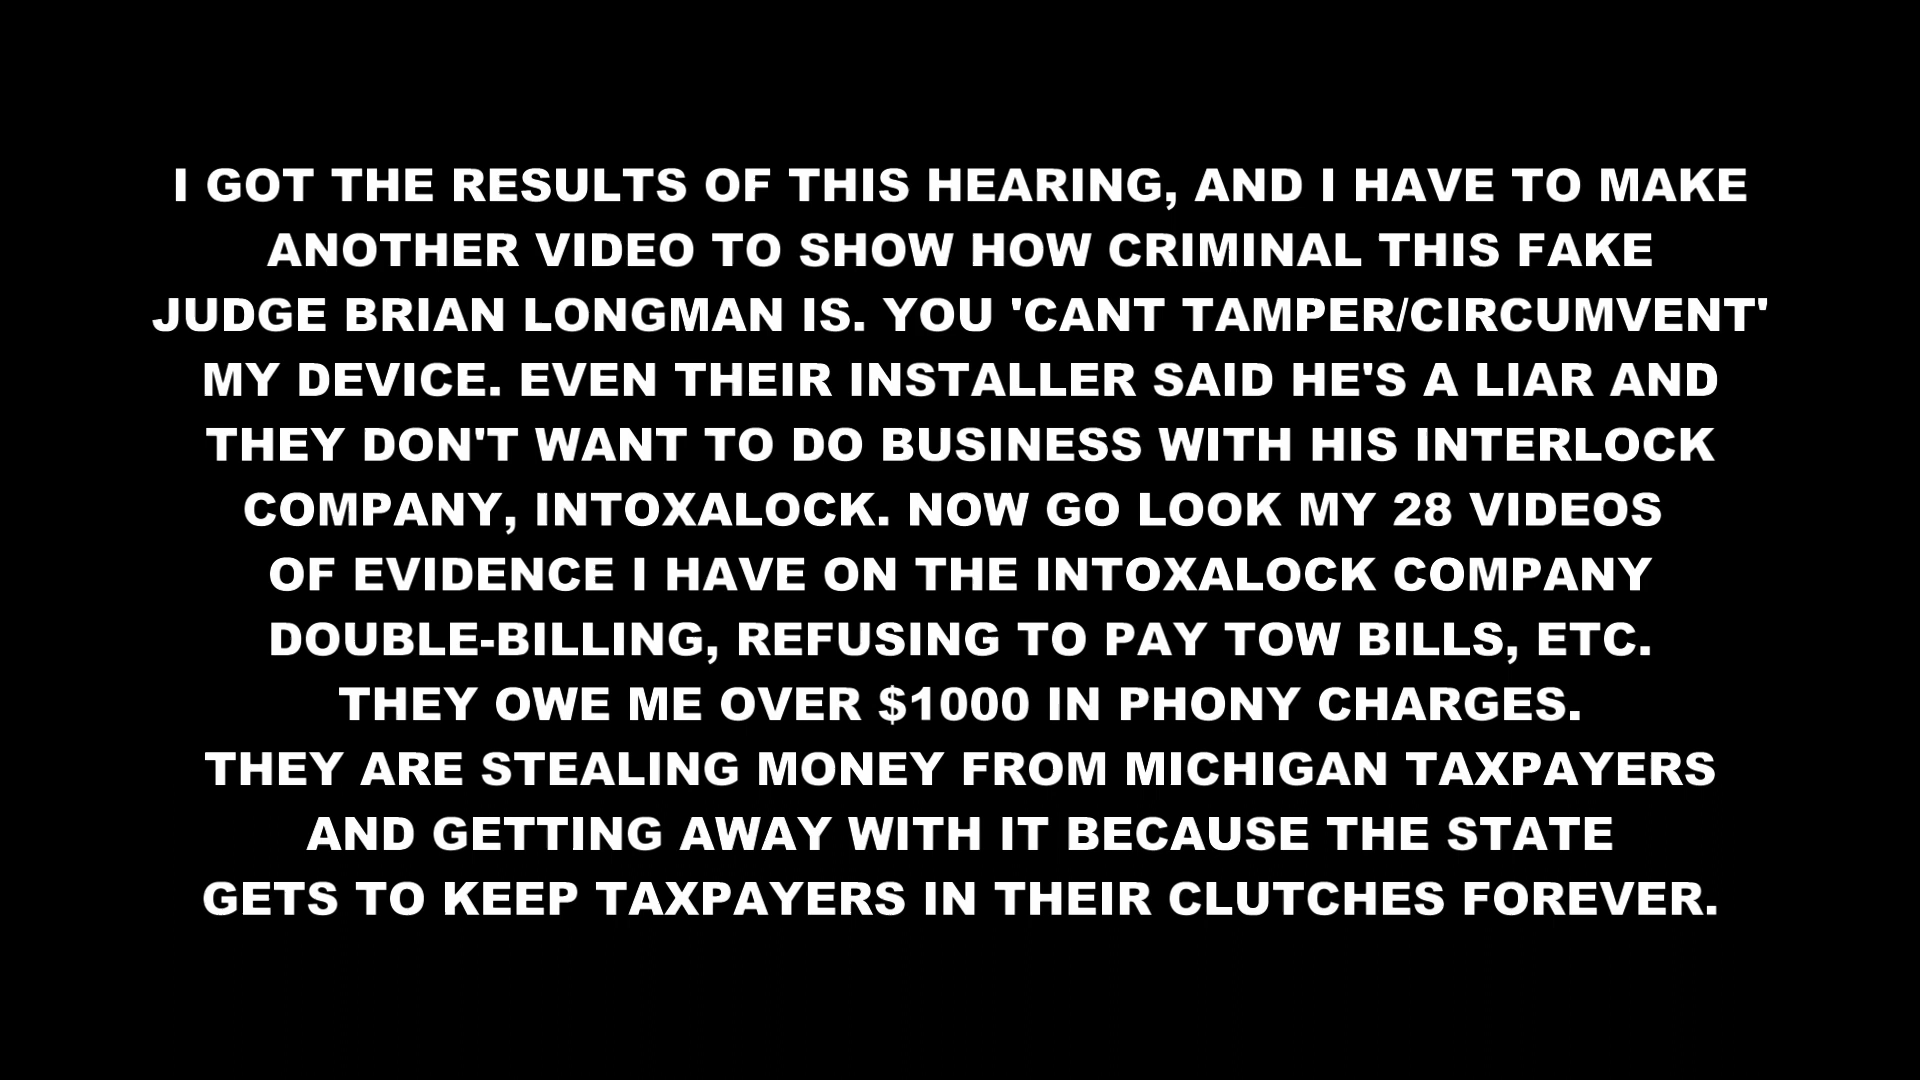 I GOT THE RESULTS OF THIS HEARING, AND I HAVE TO MAKE
ANOTHER VIDEO TO SHOW HOW CRIMINAL THIS FAKE
JUDGE BRIAN LONGMAN IS. YOU 'CANT TAMPER/CIRCUMVENT'
MY DEVICE. EVEN THEIR INSTALLER SAID HE'S A LIAR AND
THEY DON'T WANT TO DO BUSINESS WITH HIS INTERLOCK
COMPANY, INTOXALOCK. NOW GO LOOK MY 28 VIDEOS
OF EVIDENCE I HAVE ON THE INTOXALOCK COMPANY
DOUBLE-BILLING, REFUSING TO PAY TOW BILLS, ETC.
THEY OWE ME OVER $1000 IN PHONY CHARGES.
THEY ARE STEALING MONEY FROM MICHIGAN TAXPAYERS
AND GETTING AWAY WITH IT BECAUSE THE STATE
GETS TO KEEP TAXPAYERS IN THEIR CLUTCHES FOREVER.